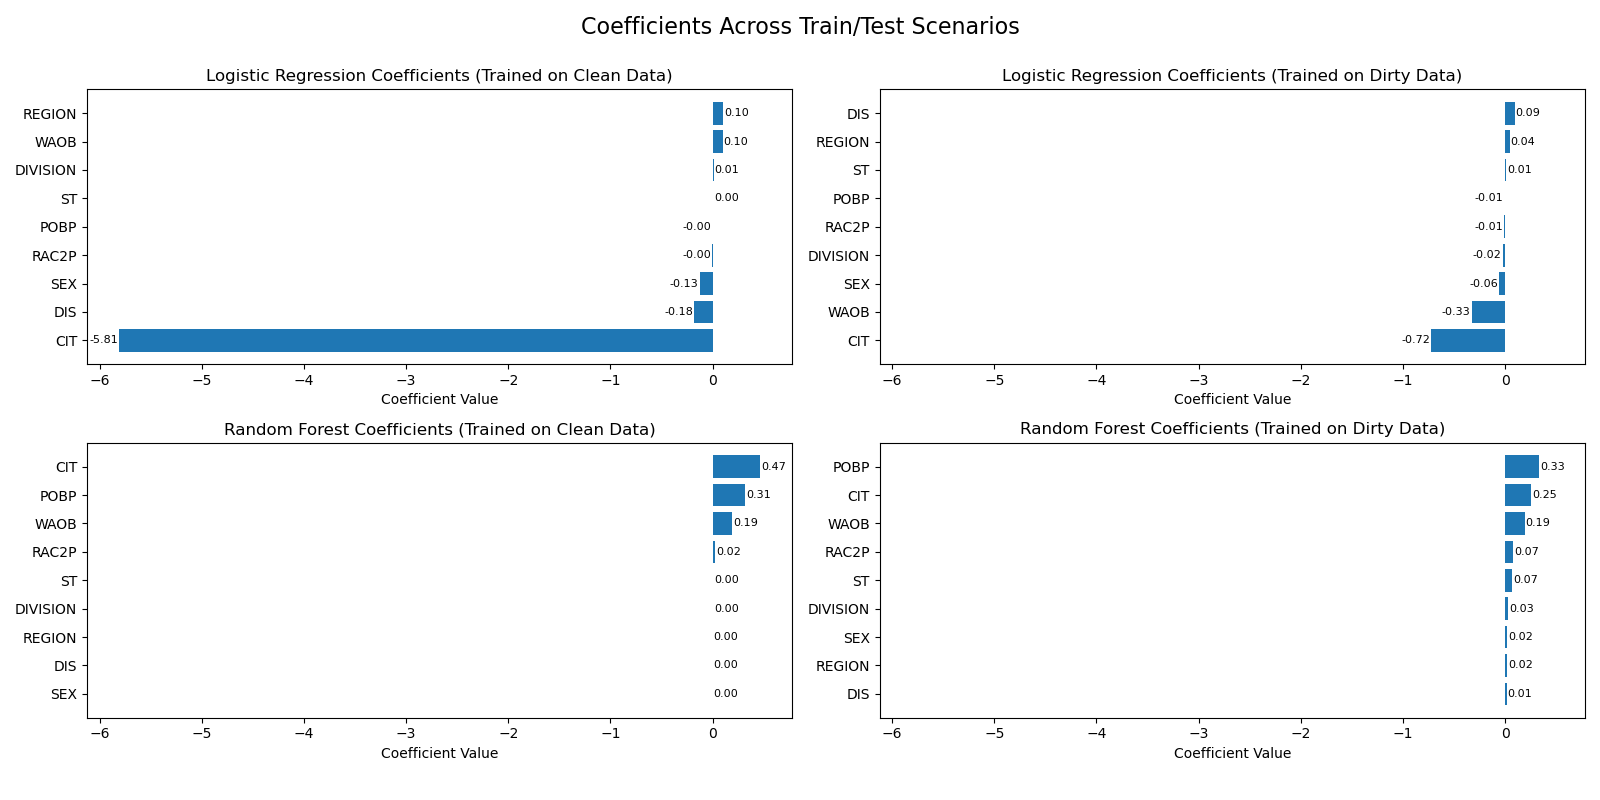 Coefficients Across Train/Test Scenarios
Logistic Regression Coefficients (Trained on Clean Data)
REGION 0.10
WAOB 0.10
DIVISION 0.01
ST 0.00
POBP -0.00
RAC2P -0.00
SEX -0.13
DIS -0.18
CIT -5.81
−6 −5 −4 −3 −2 −1 0
Coefficient Value
Logistic Regression Coefficients (Trained on Dirty Data)
DIS 0.09
REGION 0.04
ST 0.01
POBP -0.01
RAC2P -0.01
DIVISION -0.02
SEX -0.06
WAOB -0.33
CIT -0.72
−6 −5 −4 −3 −2 −1 0
Coefficient Value
Random Forest Coefficients (Trained on Clean Data)
CIT 0.47
POBP 0.31
WAOB 0.19
RAC2P 0.02
ST 0.00
DIVISION 0.00
REGION 0.00
DIS 0.00
SEX 0.00
−6 −5 −4 −3 −2 −1 0
Coefficient Value
Random Forest Coefficients (Trained on Dirty Data)
POBP 0.33
CIT 0.25
WAOB 0.19
RAC2P 0.07
ST 0.07
DIVISION 0.03
SEX 0.02
REGION 0.02
DIS 0.01
−6 −5 −4 −3 −2 −1 0
Coefficient Value